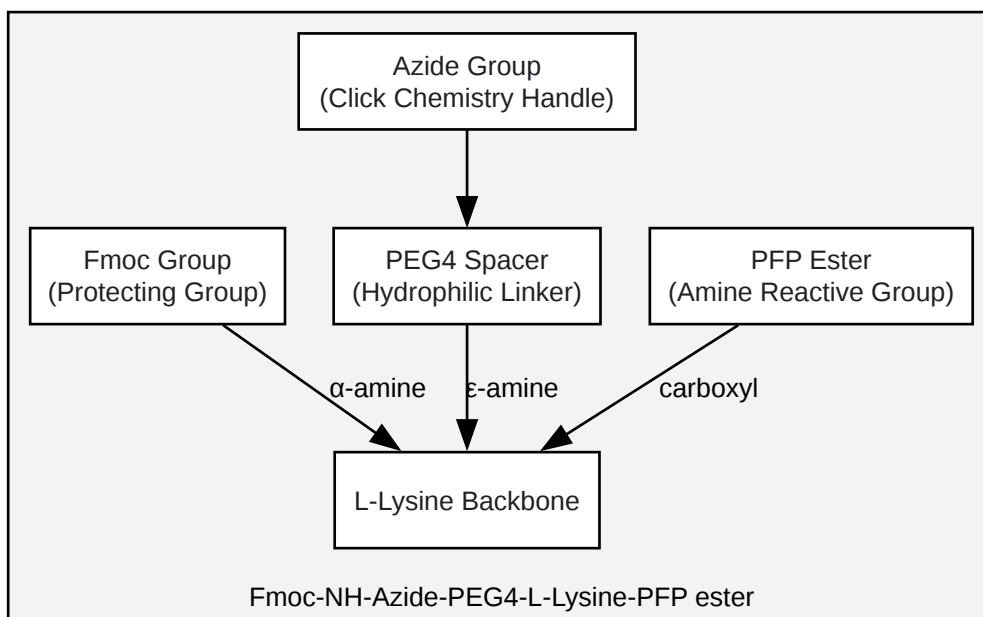 Azide Group
(Click Chemistry Handle)
Fmoc Group
(Protecting Group)
PEG4 Spacer
(Hydrophilic Linker)
PFP Ester
(Amine Reactive Group)
α-amine
ε-amine
carboxyl
L-Lysine Backbone
Fmoc-NH-Azide-PEG4-L-Lysine-PFP ester